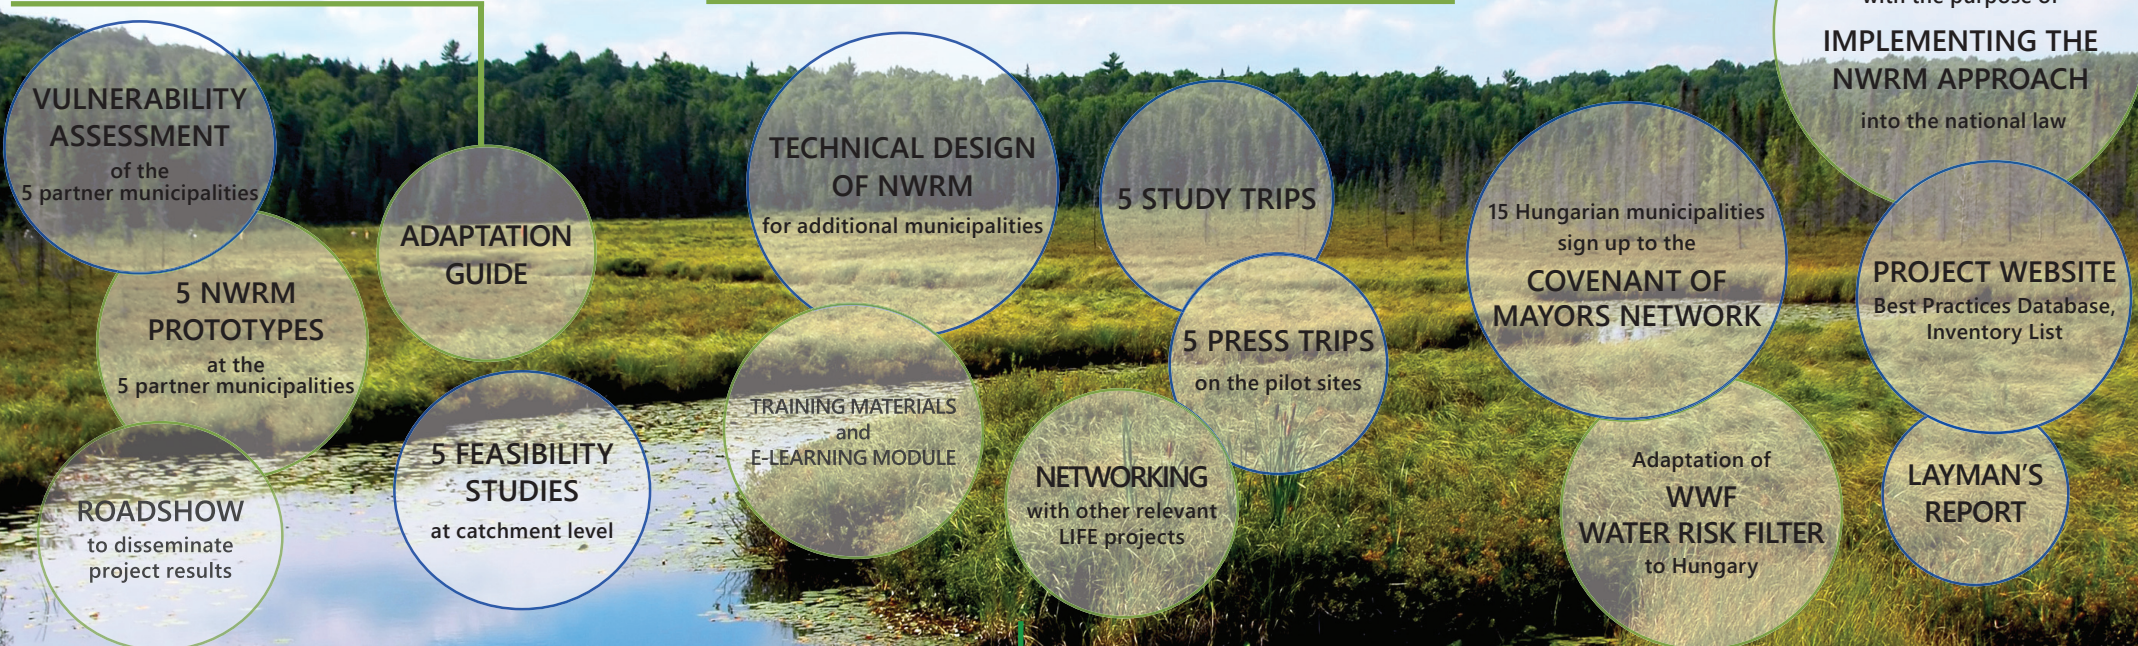 VULNERABILITY
ASSESSMENT
of the
5 partner municipalities
5 NWRM
PROTOTYPES
at the
5 partner municipalities
ROADSHOW
to disseminate
project results
ADAPTATION
GUIDE
5 FEASIBILITY
STUDIES
at catchment level
TECHNICAL DESIGN
OF NWRM
for additional municipalities
TRAINING MATERIALS
and
E-LEARNING MODULE
5 STUDY TRIPS
5 PRESS TRIPS
on the pilot sites
NETWORKING
with other relevant
LIFE projects
15 Hungarian municipalities
sign up to the
COVENANT OF
MAYORS NETWORK
Adaptation of
WWF
WATER RISK FILTER
to Hungary
with the purpose of
IMPLEMENTING THE
NWRM APPROACH
into the national law
PROJECT WEBSITE
Best Practices Database,
Inventory List
LAYMAN'S
REPORT